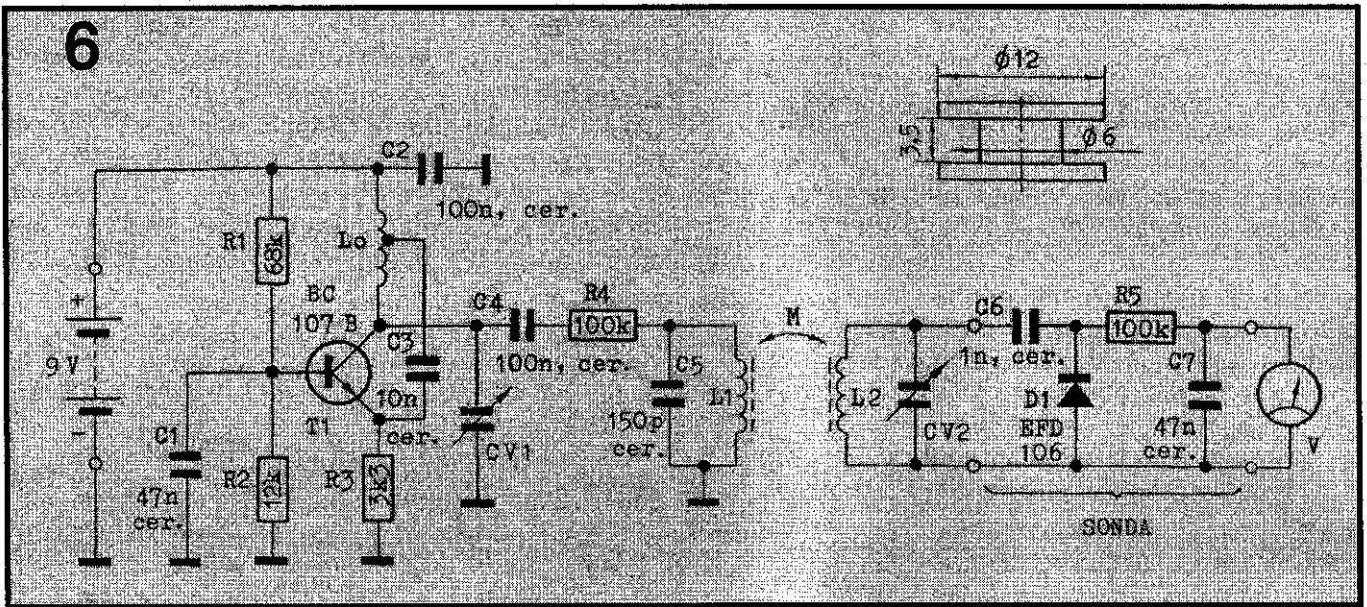 6
ø12
3,5
ø6
C2
100n, cer.
R1
68k
Lo
BC
107 B
C4
R4
100k
M
C6
R5
100k
+
9 V
-
C3
10n
cer.
100n, cer.
C5
L1
L2
1n, cer.
C7
C1
T1
CV1
150p
cer.
CV2
D1
EFD
106
47n
cer.
V
47n
cer.
R2
12k
R3
3k3
SONDA